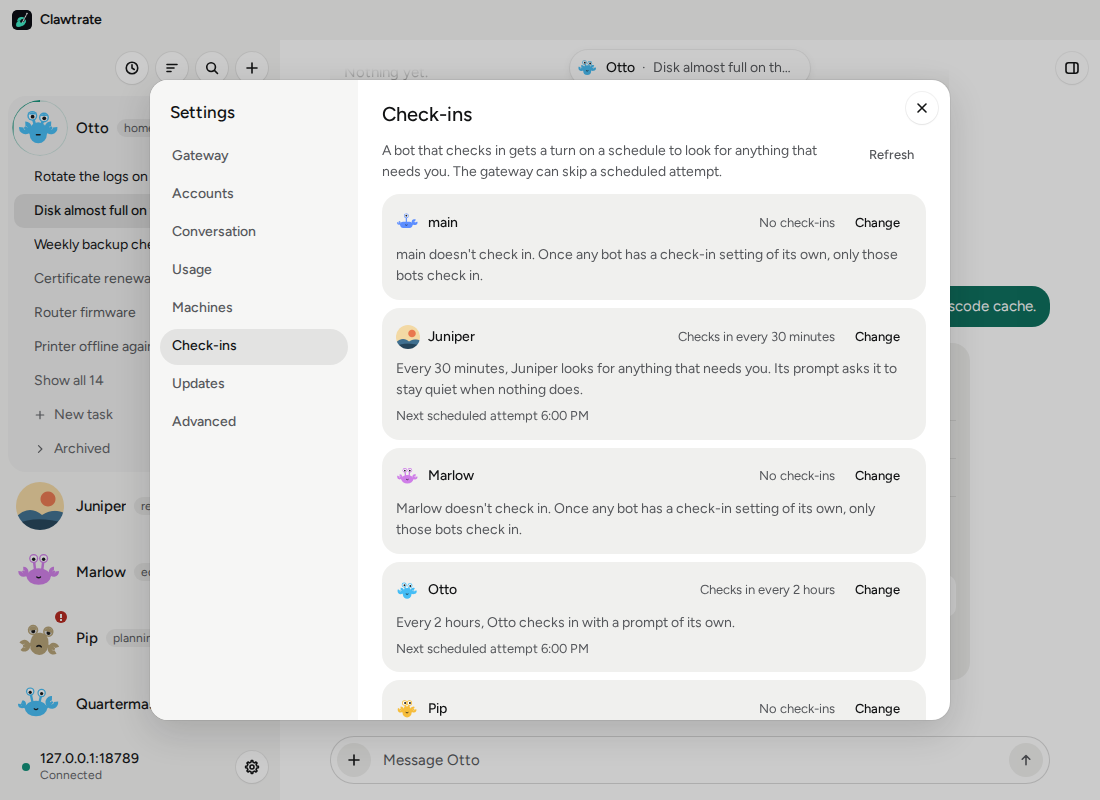 Clawtrate
Nothing yet.
Otto · Disk almost full on th...
Otto
Rotate the logs on
Disk almost full on
Weekly backup che
Certificate renewa
Router firmware
Printer offline again
Show all 14
New task
Archived
Juniper
Marlow
Pip
plannin
Quarterma
127.0.0.1:18789
Connected
Settings
Gateway
Accounts
Conversation
Usage
Machines
Check-ins
Updates
Advanced
Check-ins
A bot that checks in gets a turn on a schedule to look for anything that
needs you. The gateway can skip a scheduled attempt.
Refresh
main
No check-ins
Change
main doesn't check in. Once any bot has a check-in setting of its own, only those
bots check in.
Juniper
Checks in every 30 minutes
Change
Every 30 minutes, Juniper looks for anything that needs you. Its prompt asks it to
stay quiet when nothing does.
Next scheduled attempt 6:00 PM
Marlow
No check-ins
Change
Marlow doesn't check in. Once any bot has a check-in setting of its own, only
those bots check in.
Otto
Checks in every 2 hours
Change
Every 2 hours, Otto checks in with a prompt of its own.
Next scheduled attempt 6:00 PM
Pip
No check-ins
Change
scode cache.
Message Otto